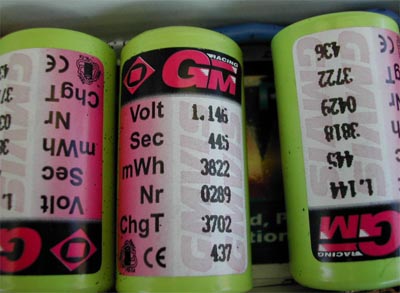 GM
Volt
Sec
mWh
Nr
ChgT
CE
RACING
GM
Volt 1.146
Sec 445
mWh 3822
Nr 0289
ChgT 3702
CE 437
GM
RACING
1.144
445
3818
0429
3722
436